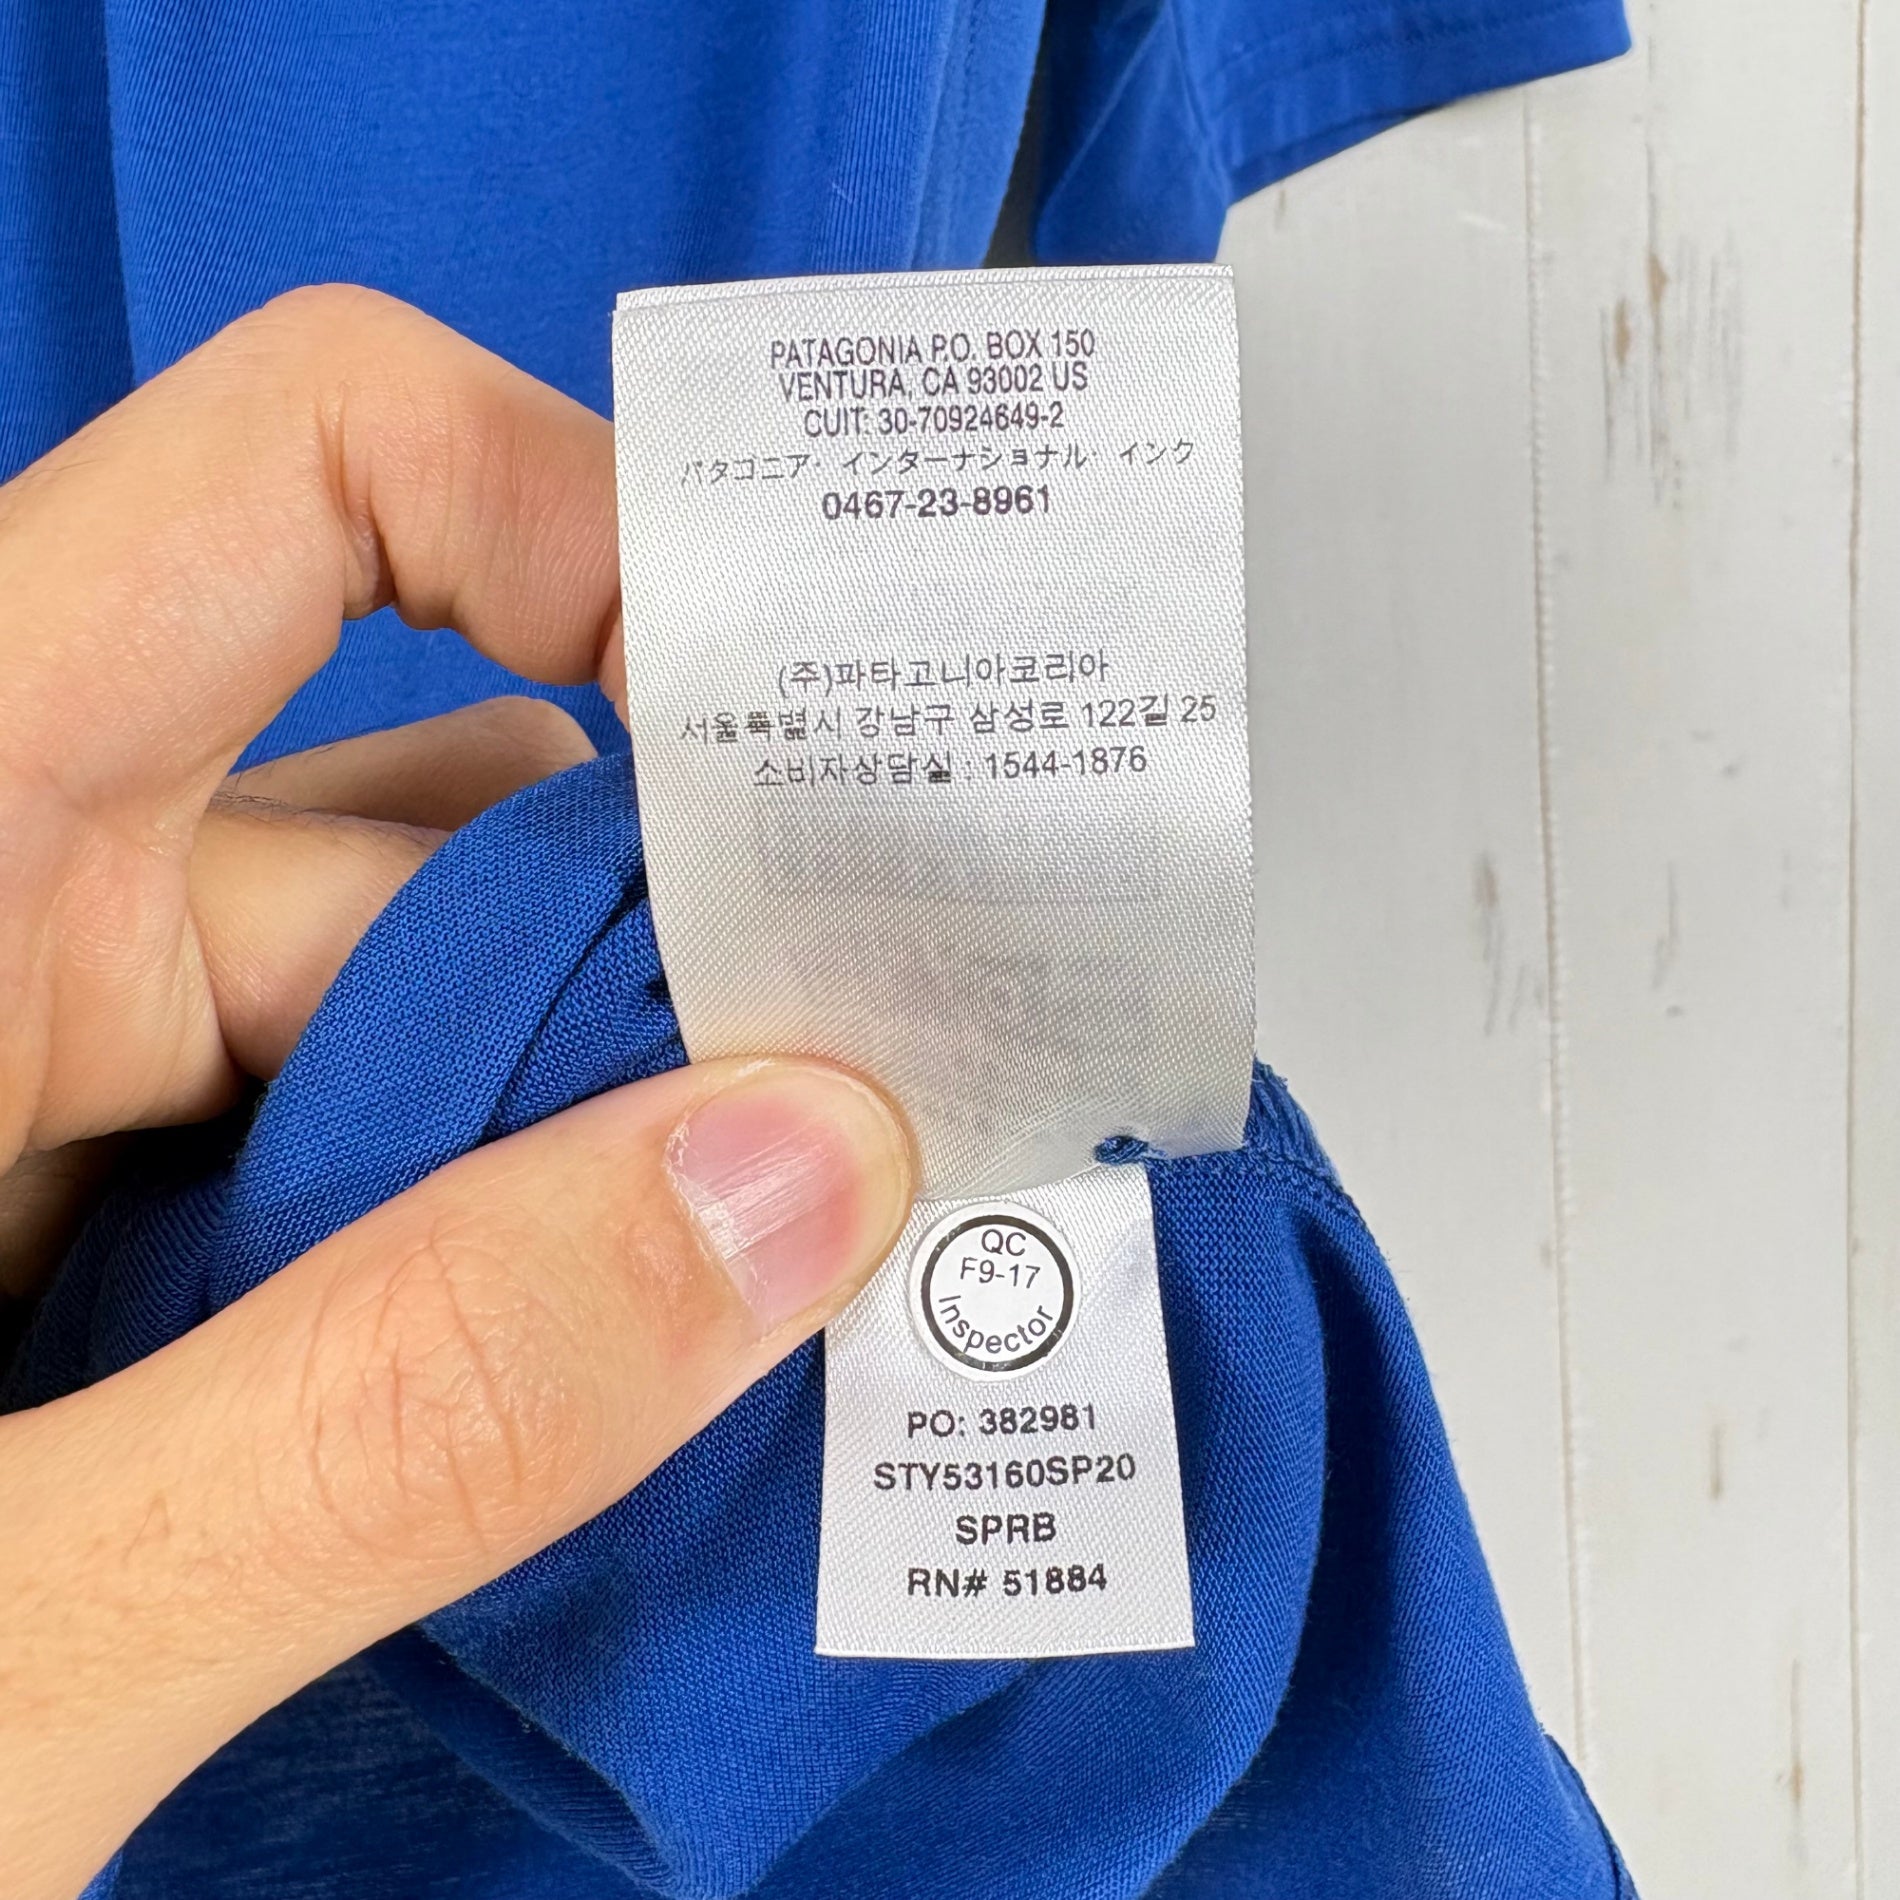 PATAGONIA P.O. BOX 150
VENTURA, CA 93002 US
CUIT: 30-70924649-2
パタゴニア・インターナショナル・インク
0467-23-8961
(주)파타고니아코리아
서울특별시 강남구 삼성로 122길 25
소비자상담실 : 1544-1876
QC
F9-17
Inspector
PO: 382981
STY53160SP20
SPRB
RN# 51884